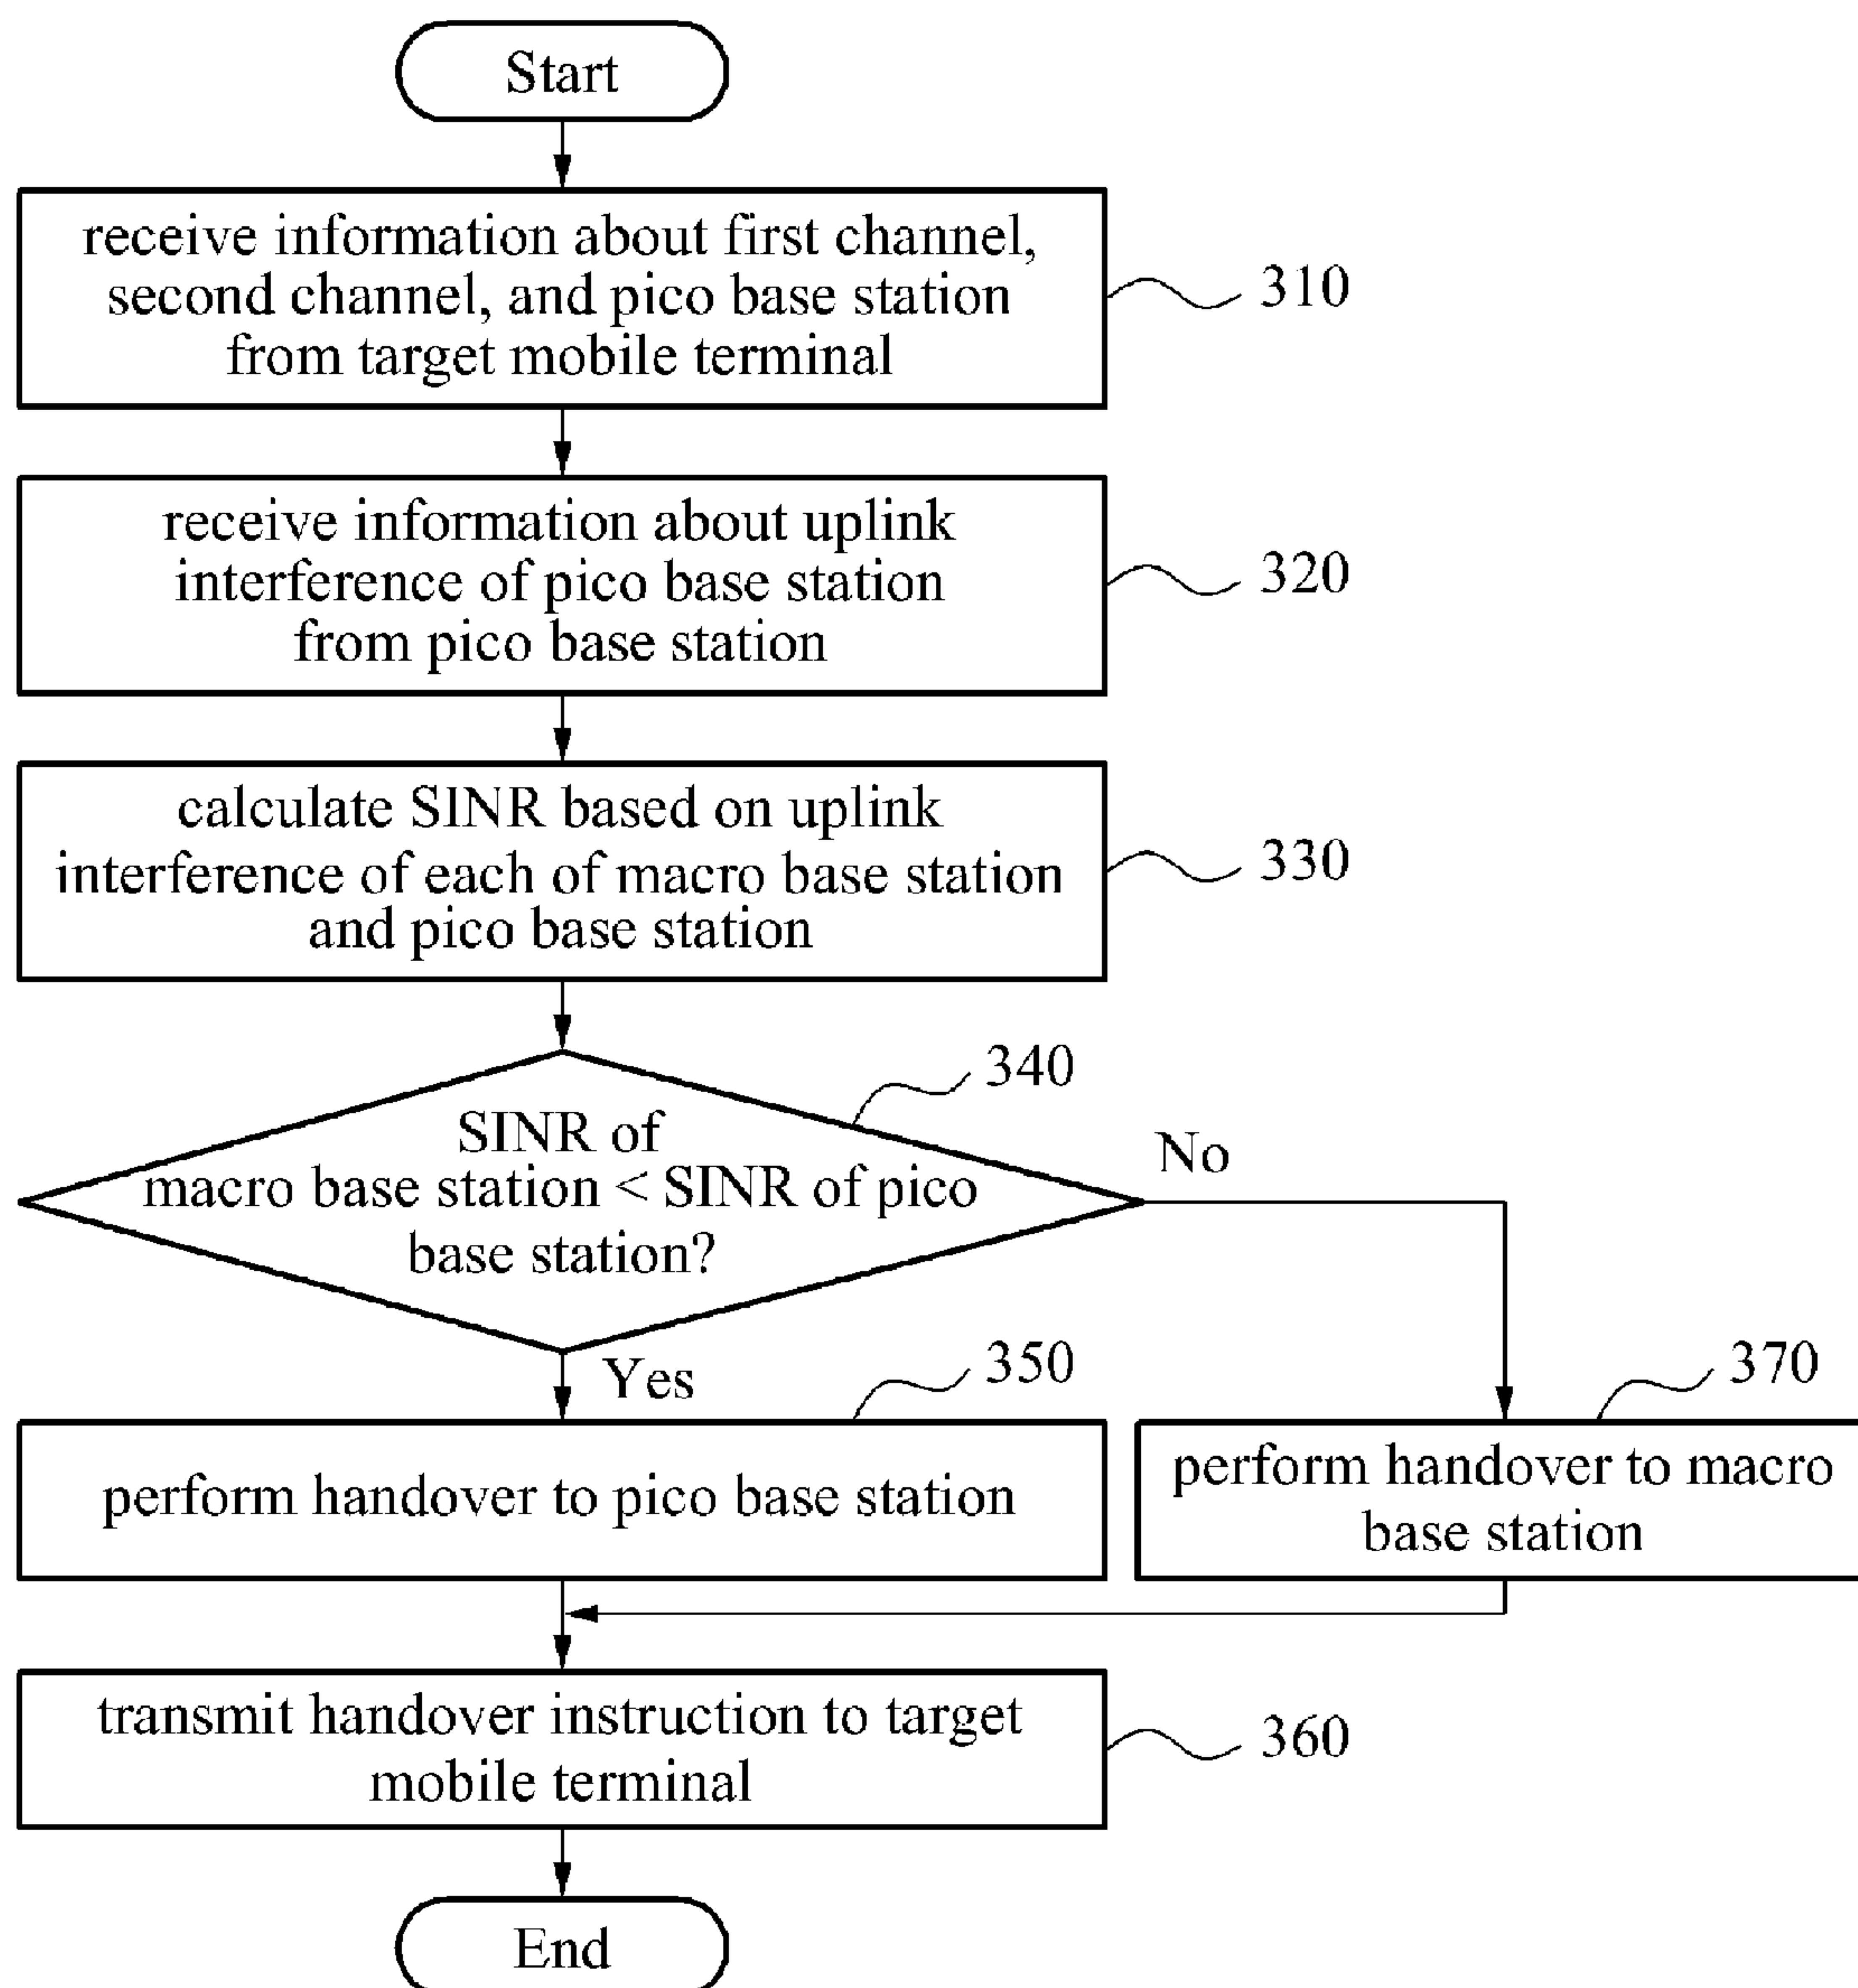 Start
receive information about first channel,
second channel, and pico base station
from target mobile terminal
310
receive information about uplink
interference of pico base station
from pico base station
320
calculate SINR based on uplink
interference of each of macro base station
and pico base station
330
340
SINR of
macro base station < SINR of pico
base station?
No
Yes
350
370
perform handover to pico base station
perform handover to macro
base station
transmit handover instruction to target
mobile terminal
360
End